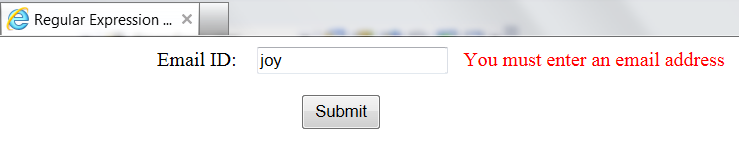 Regular Expression ...
Email ID: joy You must enter an email address
Submit